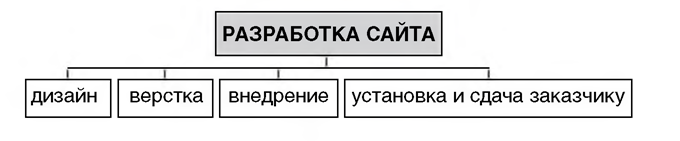 РАЗРАБОТКА САЙТА
дизайн
верстка
внедрение
установка и сдача заказчику